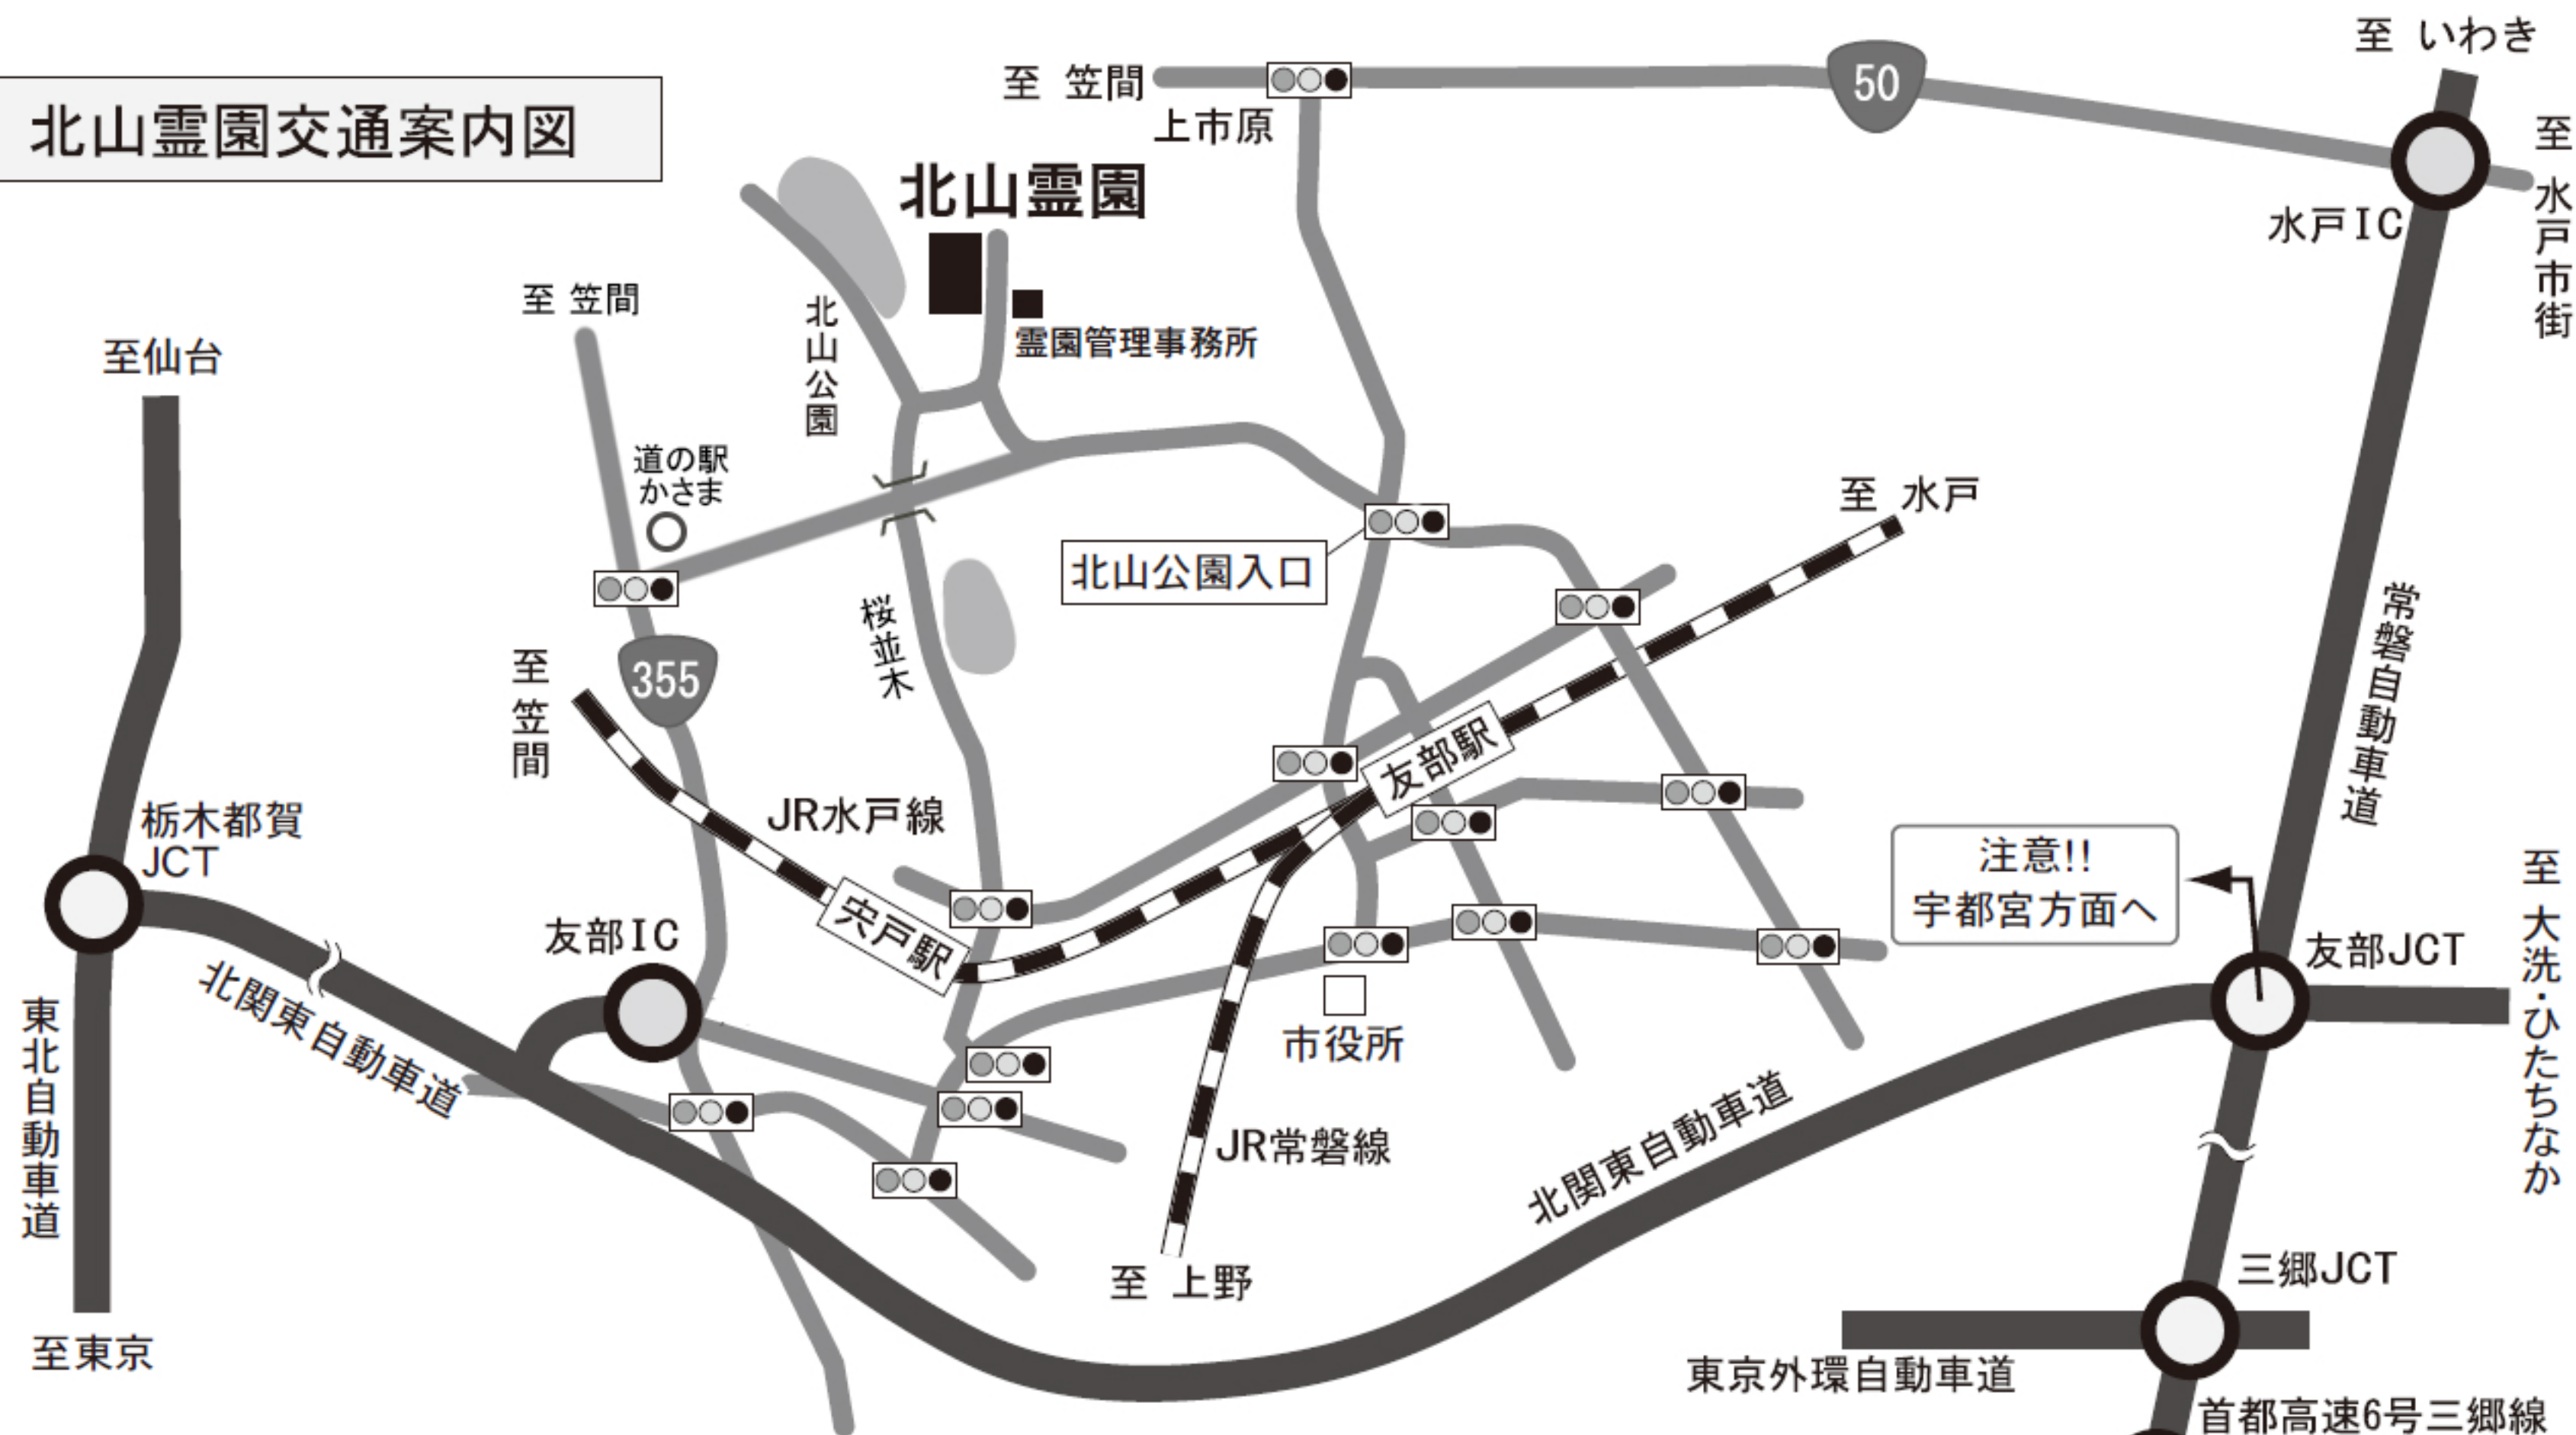 北山霊園交通案内図
至 笠間
上市原
50
至 いわき
至 水戸市街
水戸IC
北山霊園
霊園管理事務所
北山公園
至 笠間
至仙台
道の駅
かさま
北山公園入口
至 水戸
桜並木
常磐自動車道
至 笠間
355
友部駅
JR水戸線
栃木都賀
JCT
宍戸駅
友部IC
注意!!
宇都宮方面へ
友部JCT
至 大洗・ひたちなか
北関東自動車道
東北自動車道
市役所
JR常磐線
北関東自動車道
至 上野
至東京
三郷JCT
東京外環自動車道
首都高速6号三郷線